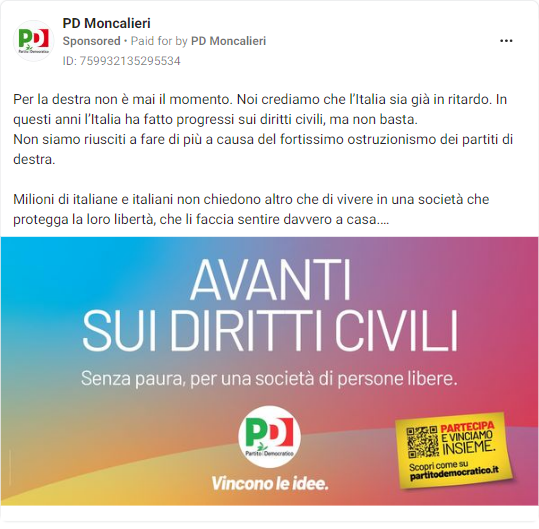 PD Moncalieri
Sponsored • Paid for by PD Moncalieri
ID: 759932135295534
Per la destra non è mai il momento. Noi crediamo che l’Italia sia già in ritardo. In
questi anni l’Italia ha fatto progressi sui diritti civili, ma non basta.
Non siamo riusciti a fare di più a causa del fortissimo ostruzionismo dei partiti di
destra.
Milioni di italiane e italiani non chiedono altro che di vivere in una società che
protegga la loro libertà, che li faccia sentire davvero a casa....
AVANTI
SUI DIRITTI CIVILI
Senza paura, per una società di persone libere.
PD
Partito Democratico
Vincono le idee.
PARTECIPA
E VINCIAMO
INSIEME.
Scopri come su
partitodemocratico.it